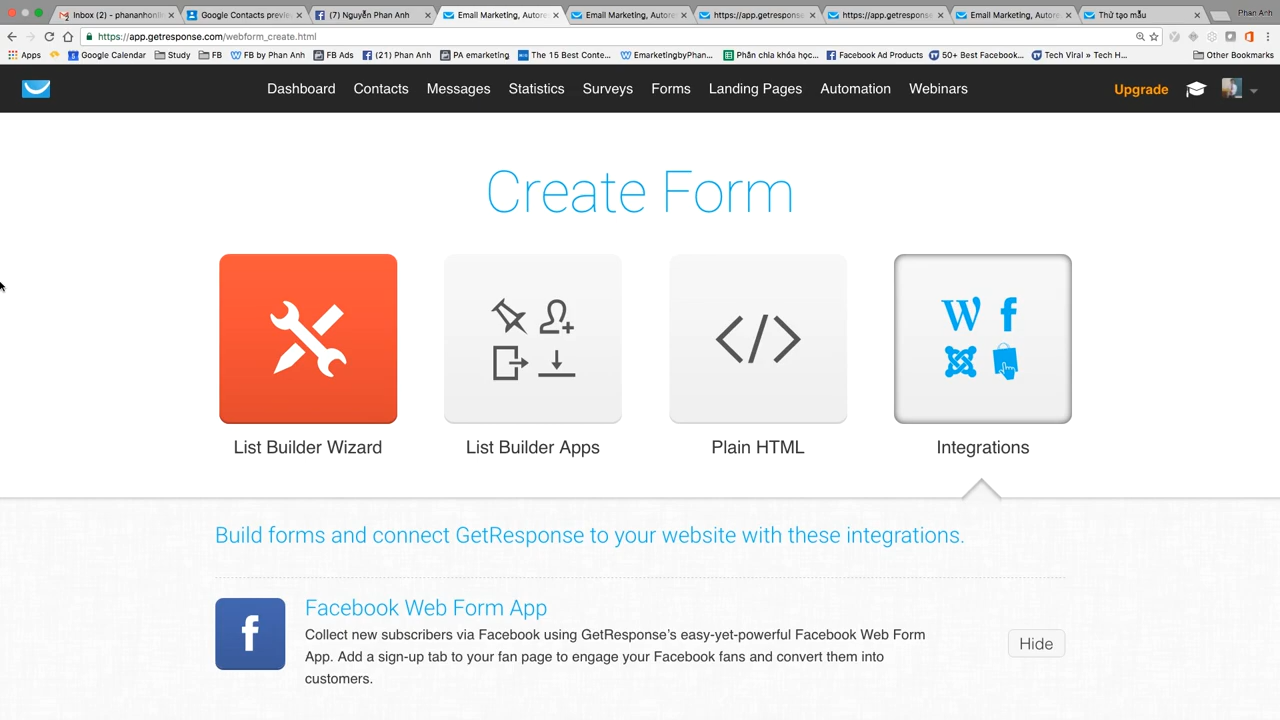 Inbox (2) - phananhonli
Google Contacts preview
(7) Nguyễn Phan Anh
Email Marketing, Autore
Email Marketing, Autore
https://app.getresponse
https://app.getresponse
Email Marketing, Autore
Thử tạo mẫu
Phan Anh
https://app.getresponse.com/webform_create.html
Apps
Google Calendar
Study
FB
FB by Phan Anh
FB Ads
(21) Phan Anh
PA emarketing
The 15 Best Conte...
EmarketingbyPhan...
Phân chia khóa học...
Facebook Ad Products
50+ Best Facebook...
Tech Viral » Tech H...
Other Bookmarks
Dashboard
Contacts
Messages
Statistics
Surveys
Forms
Landing Pages
Automation
Webinars
Upgrade
Create Form
List Builder Wizard
List Builder Apps
Plain HTML
Integrations
Build forms and connect GetResponse to your website with these integrations.
Facebook Web Form App
Collect new subscribers via Facebook using GetResponse's easy-yet-powerful Facebook Web Form
App. Add a sign-up tab to your fan page to engage your Facebook fans and convert them into
customers.
Hide